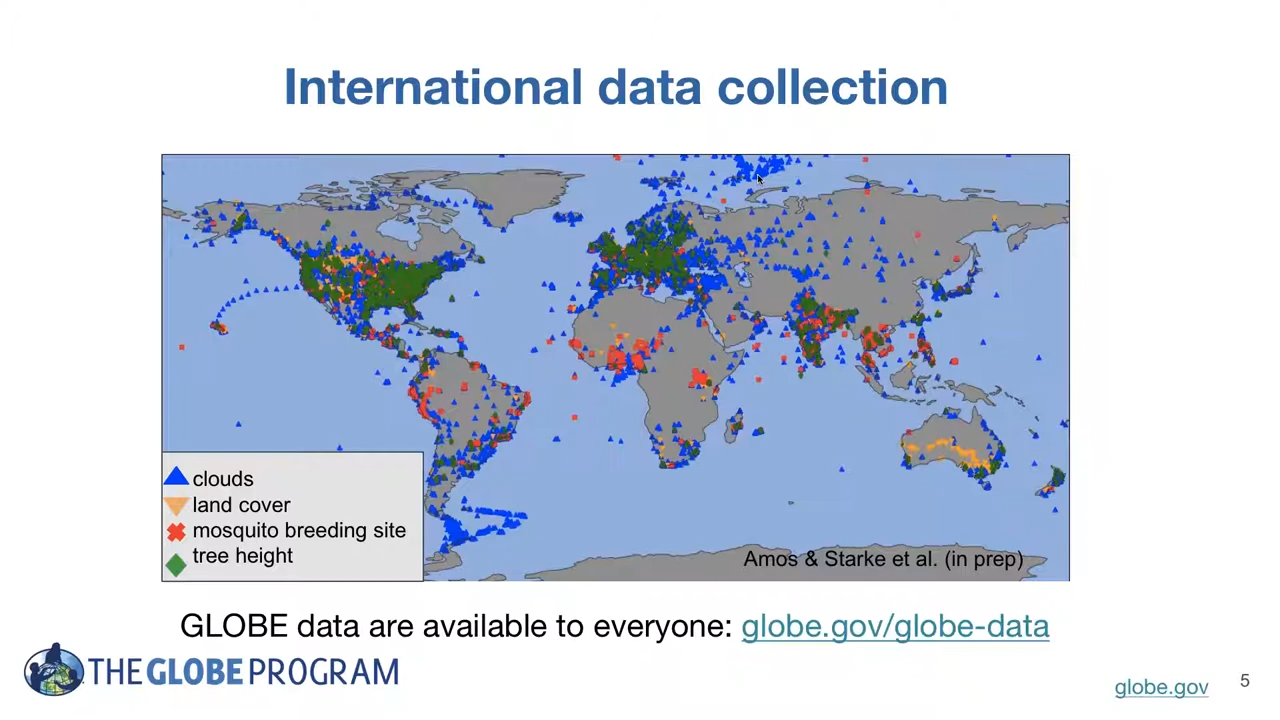 International data collection
clouds
land cover
mosquito breeding site
tree height
Amos & Starke et al. (in prep)
GLOBE data are available to everyone: globe.gov/globe-data
THE GLOBE PROGRAM
globe.gov
5